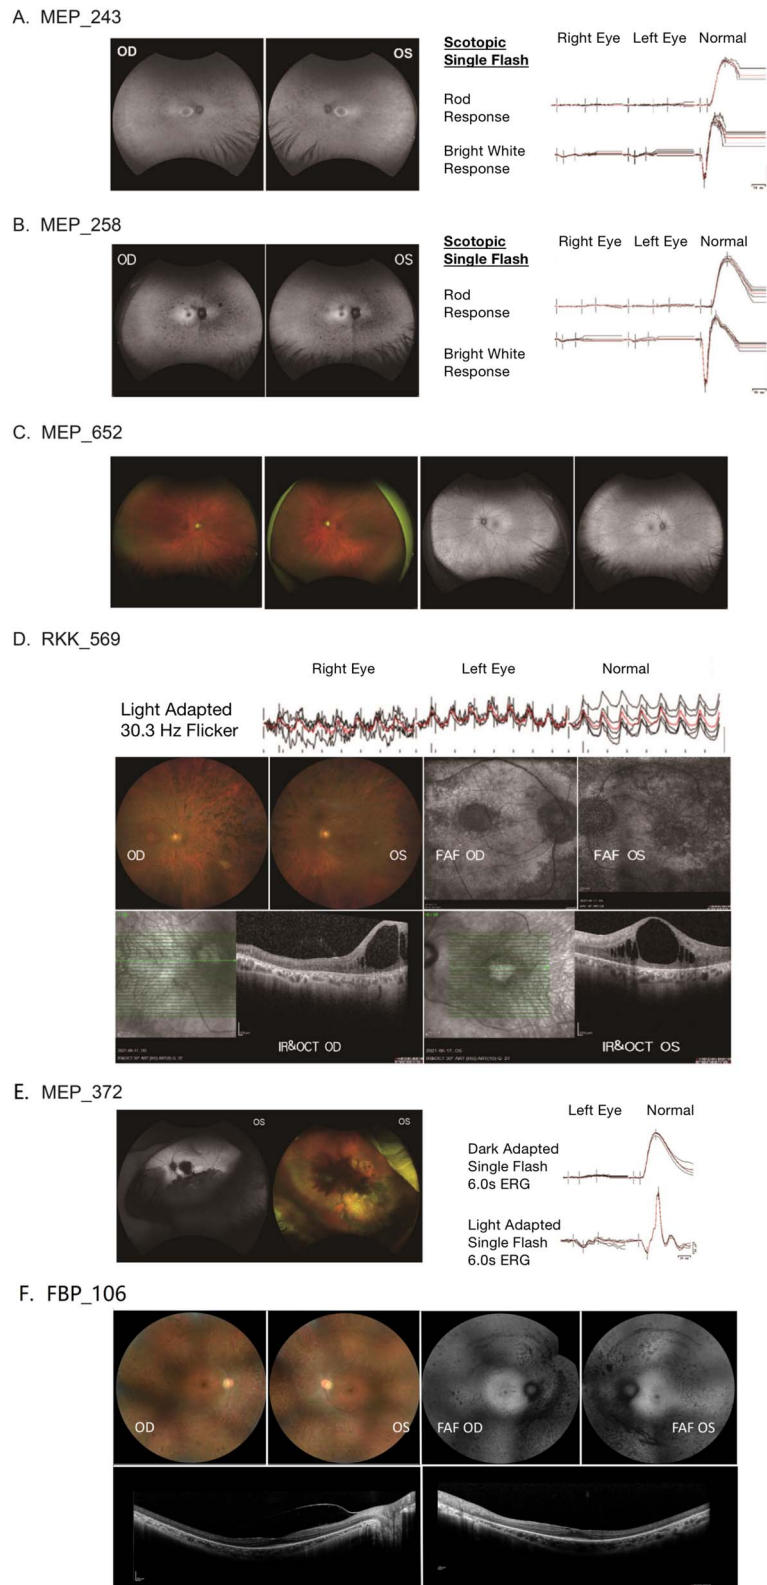 A. MEP_243
OD
OS
Scotopic
Single Flash
Right Eye Left Eye Normal
Rod
Response
Bright White
Response
B. MEP_258
OD
OS
Scotopic
Single Flash
Right Eye Left Eye Normal
Rod
Response
Bright White
Response
C. MEP_652
D. RKK_569
Right Eye Left Eye Normal
Light Adapted
30.3 Hz Flicker
OD
OS
FAF OD
FAF OS
IR&OCT OD
IR&OCT OS
E. MEP_372
OS
OS
Left Eye Normal
Dark Adapted
Single Flash
6.0s ERG
Light Adapted
Single Flash
6.0s ERG
F. FBP_106
OD
OS
FAF OD
FAF OS